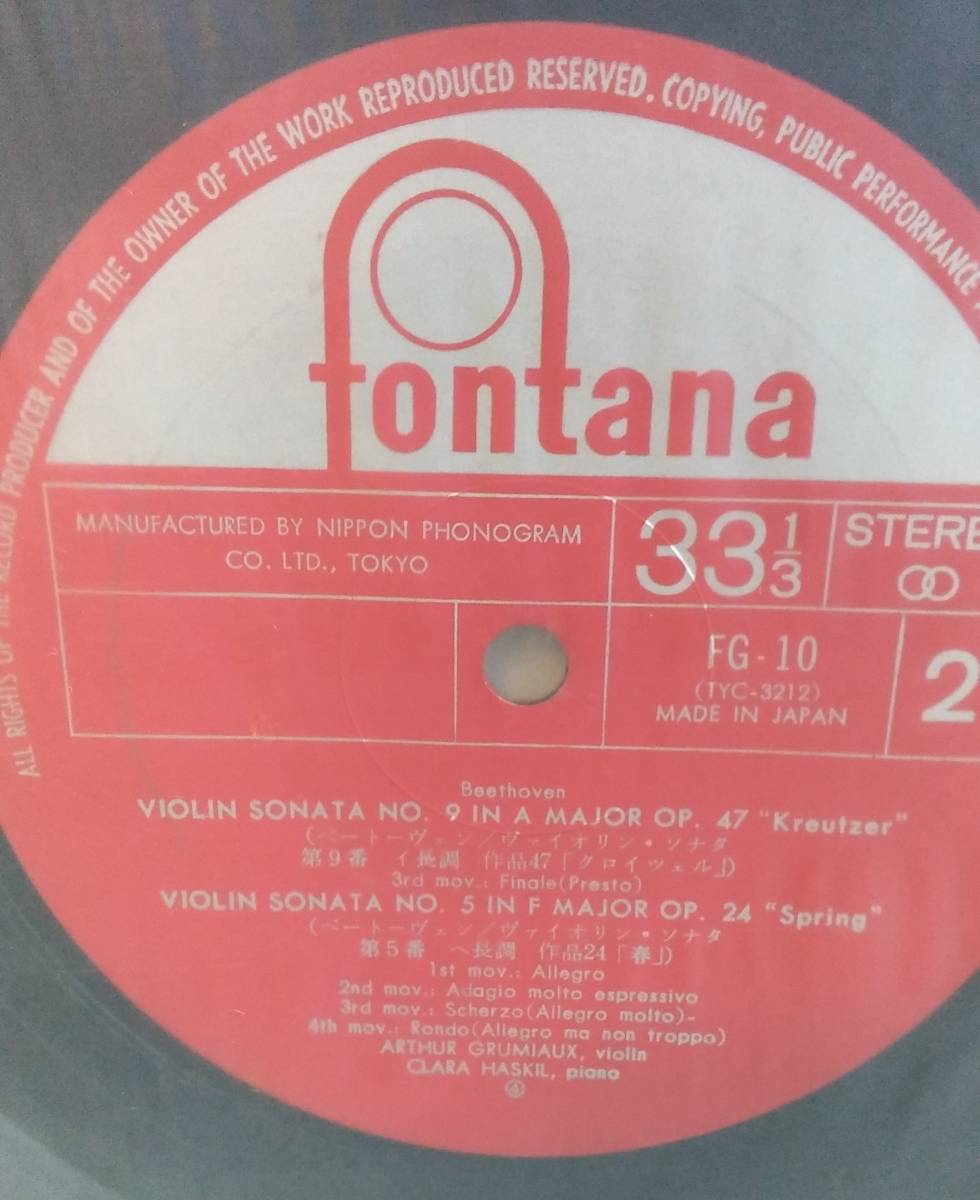 ALL RIGHTS OF THE RECORD PRODUCER AND OF THE OWNER OF THE WORK REPRODUCED RESERVED. COPYING, PUBLIC PERFORMANCE
fontana
MANUFACTURED BY NIPPON PHONOGRAM
CO. LTD., TOKYO
33 1/3
STERE
FG-10
(TYC-3212)
MADE IN JAPAN
2
Beethoven
VIOLIN SONATA NO. 9 IN A MAJOR OP. 47 "Kreutzer"
(ベートーヴェン/ヴァイオリン・ソナタ
第9番 イ長調 作品47「クロイツェル」)
3rd mov.: Finale(Presto)
VIOLIN SONATA NO. 5 IN F MAJOR OP. 24 "Spring"
(ベートーヴェン/ヴァイオリン・ソナタ
第5番 ヘ長調 作品24「春」)
1st mov.: Allegro
2nd mov.: Adagio molto espressivo
3rd mov.: Scherzo(Allegro molto)-
4th mov.: Rondo(Allegro ma non troppo)
ARTHUR GRUMIAUX, violin
CLARA HASKIL, piano
④